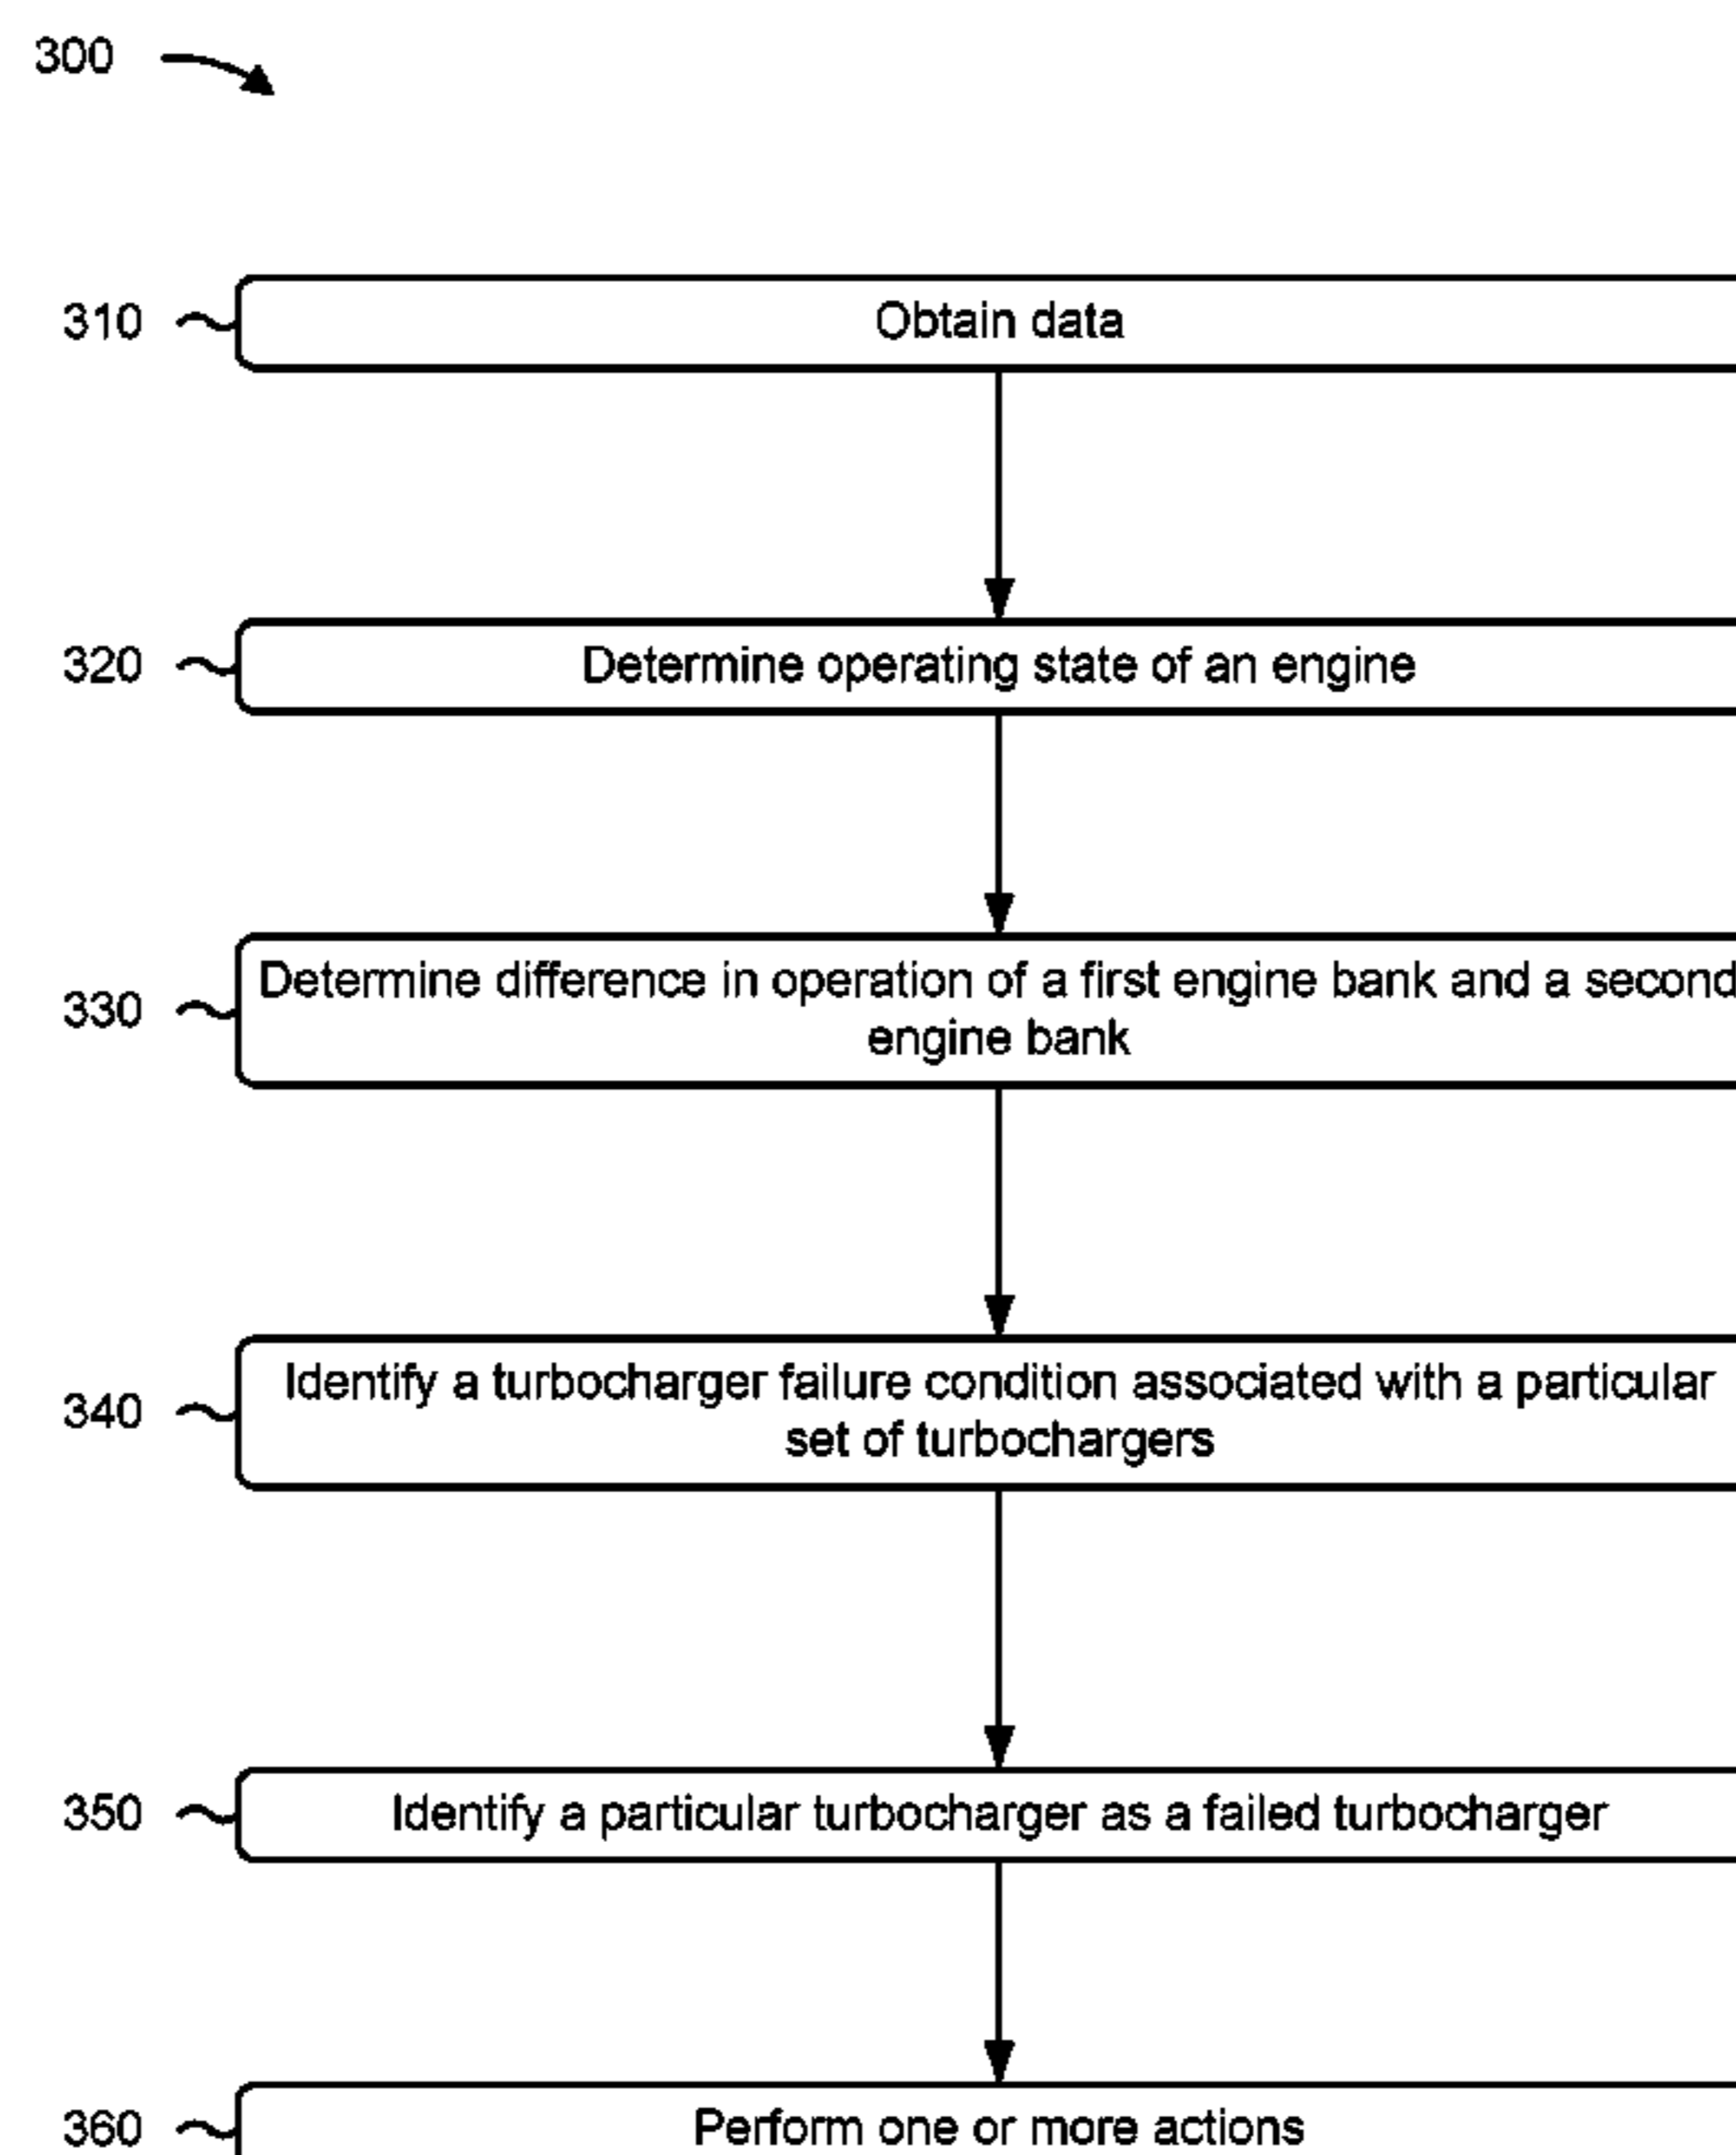 300
310 Obtain data
320 Determine operating state of an engine
330 Determine difference in operation of a first engine bank and a second
engine bank
340 Identify a turbocharger failure condition associated with a particular
set of turbochargers
350 Identify a particular turbocharger as a failed turbocharger
360 Perform one or more actions